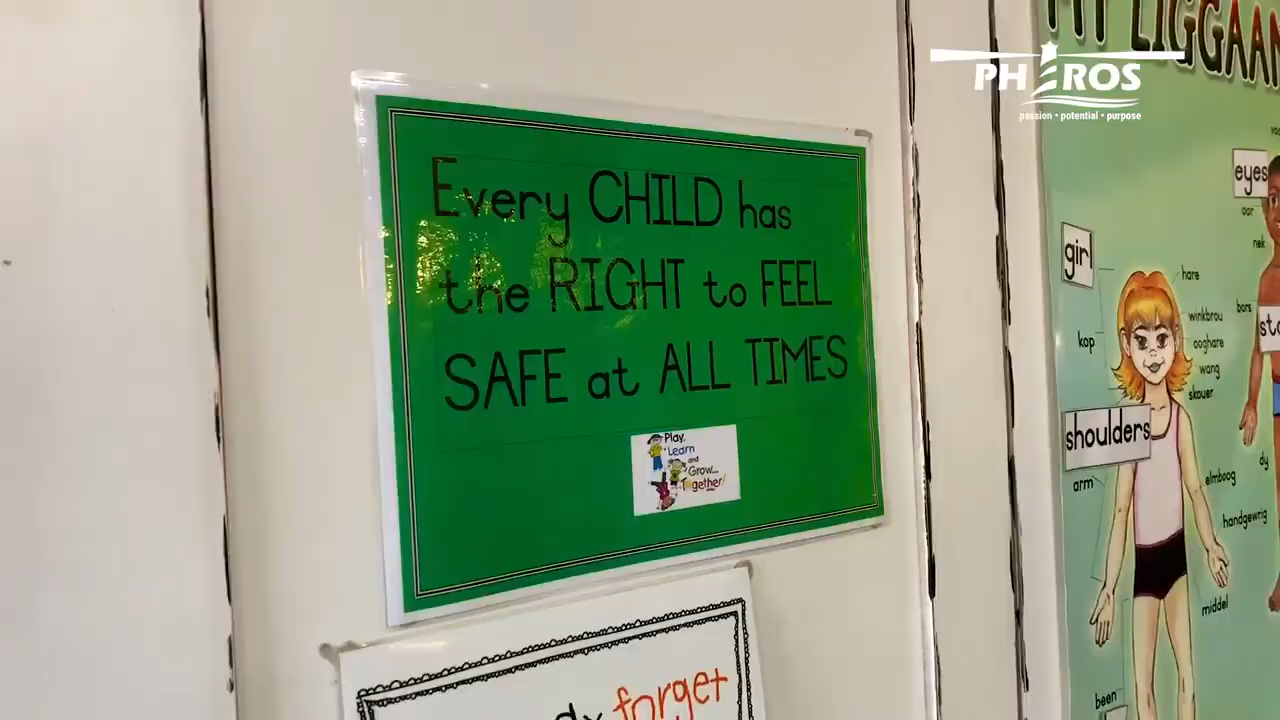 PHAROS
passion • potential • purpose
Every CHILD has
the RIGHT to FEEL
SAFE at ALL TIMES
Play,
Learn
and
Grow...
Together!
forget
MY LIGGAAM
eyes
oor
nek
girl
hare
bors
winkbrou
kop
ooghare
wang
skouer
shoulders
arm
elmboog
dy
handgewrig
middel
been